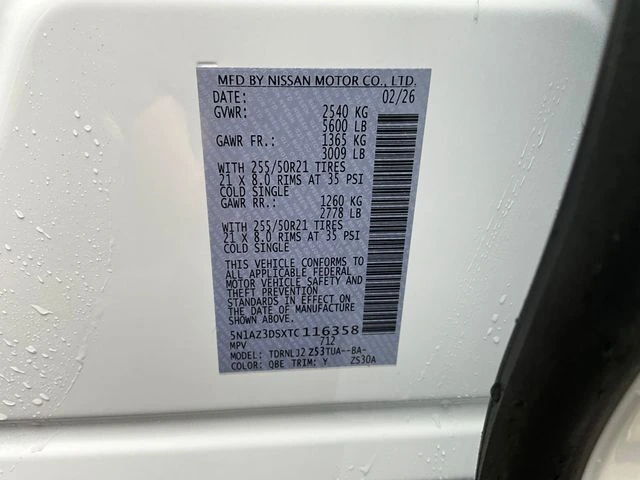 MFD BY NISSAN MOTOR CO., LTD.
DATE: 02/26
GVWR: 2540 KG
5600 LB
GAWR FR.: 1365 KG
3009 LB
WITH 255/50R21 TIRES
21 X 8.0 RIMS AT 35 PSI
COLD SINGLE
GAWR RR.: 1260 KG
2778 LB
WITH 255/50R21 TIRES
21 X 8.0 RIMS AT 35 PSI
COLD SINGLE
THIS VEHICLE CONFORMS TO
ALL APPLICABLE FEDERAL
MOTOR VEHICLE SAFETY AND
THEFT PREVENTION
STANDARDS IN EFFECT ON
THE DATE OF MANUFACTURE
SHOWN ABOVE.
5N1AZ3DSXTC116358
MPV 712
MODEL: TDRNLJ2 Z53TUA--BA-
COLOR: QBE TRIM: Y ZS30A